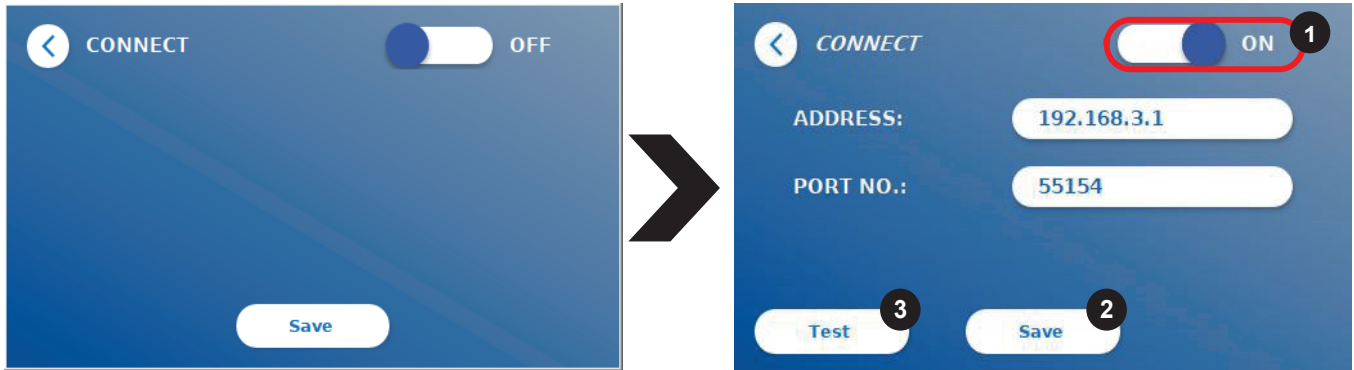 CONNECT OFF
Save
CONNECT ON 1
ADDRESS: 192.168.3.1
PORT NO.: 55154
3 2
Test Save